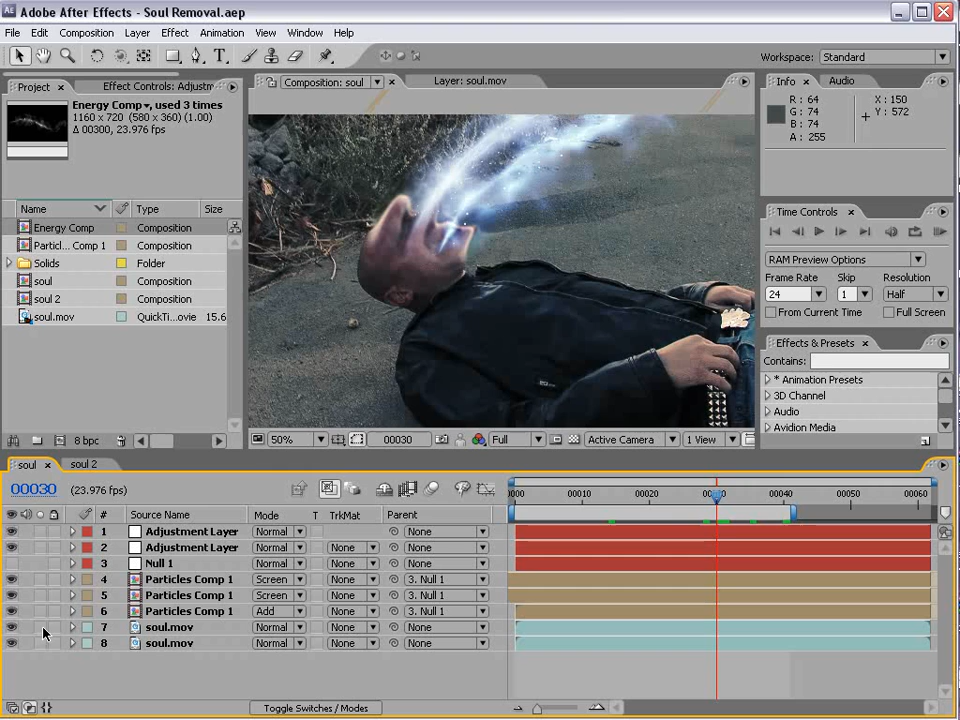 Adobe After Effects - Soul Removal.aep
File Edit Composition Layer Effect Animation View Window Help
Workspace: Standard
Project Effect Controls: Adjustm
Composition: soul Layer: soul.mov
Info Audio
Energy Comp, used 3 times
1160 x 720 (580 x 360) (1.00)
Δ 00300, 23.976 fps
R: 64
G: 74
B: 74
A: 255
X: 150
Y: 572
Name Type Size
Energy Comp Composition
Particl... Comp 1 Composition
Solids Folder
soul Composition
soul 2 Composition
soul.mov QuickTi...ovie 15.6
Time Controls
RAM Preview Options
Frame Rate Skip Resolution
24 1 Half
From Current Time Full Screen
Effects & Presets
Contains:
* Animation Presets
3D Channel
Audio
Avidion Media
8 bpc
50% 00030 Full Active Camera 1 View
soul soul 2
00030 (23.976 fps)
0000 00010 00020 00030 00040 00050 00060
# Source Name Mode T TrkMat Parent
1 Adjustment Layer Normal None
2 Adjustment Layer Normal None None
3 Null 1 Normal None None
4 Particles Comp 1 Screen None 3. Null 1
5 Particles Comp 1 Screen None 3. Null 1
6 Particles Comp 1 Add None 3. Null 1
7 soul.mov Normal None None
8 soul.mov Normal None None
Toggle Switches / Modes